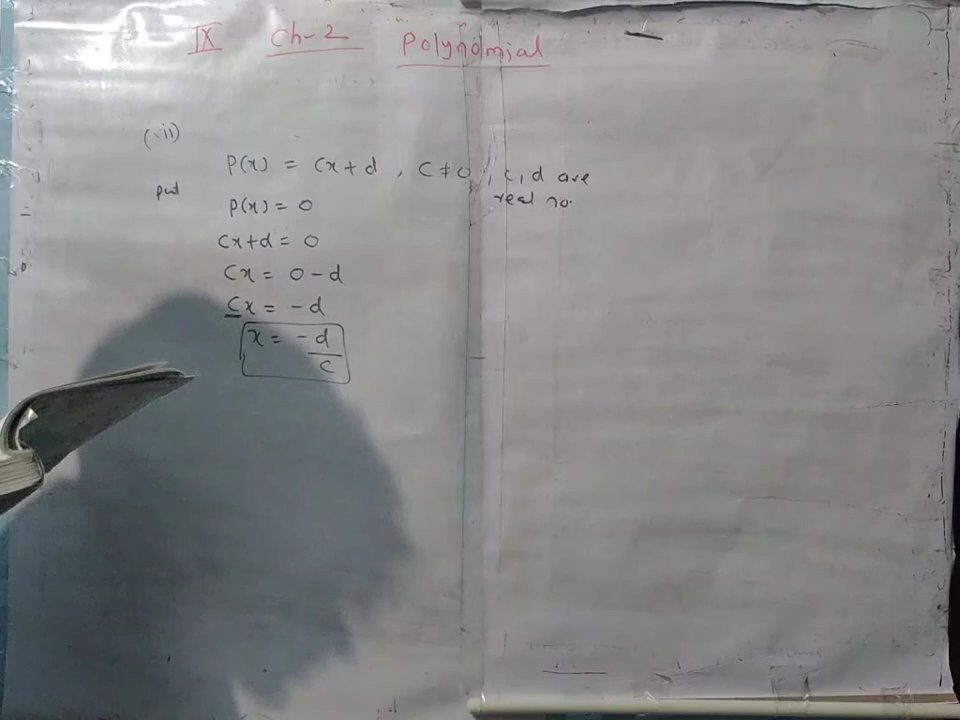 IX Ch-2 Polynomial
(vii)
P(x) = Cx + d , C ≠ 0 , c, d are
real no.
put P(x) = 0
Cx + d = 0
Cx = 0 - d
Cx = - d
x = - d/c